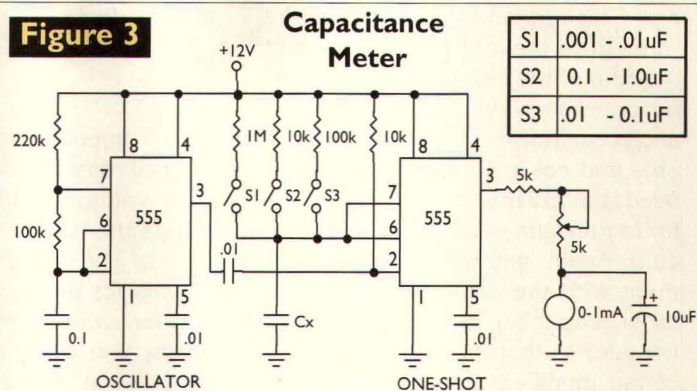 Figure 3
Capacitance
Meter
S1 .001 - .01uF
S2 0.1 - 1.0uF
S3 .01 - 0.1uF
+12V
220k
1M
10k
100k
10k
8
4
8
4
7
3
S1
S2
S3
7
3
5k
555
555
6
6
5k
100k
2
.01
2
1
5
1
5
0-1mA
+
10uF
0.1
.01
Cx
.01
OSCILLATOR
ONE-SHOT